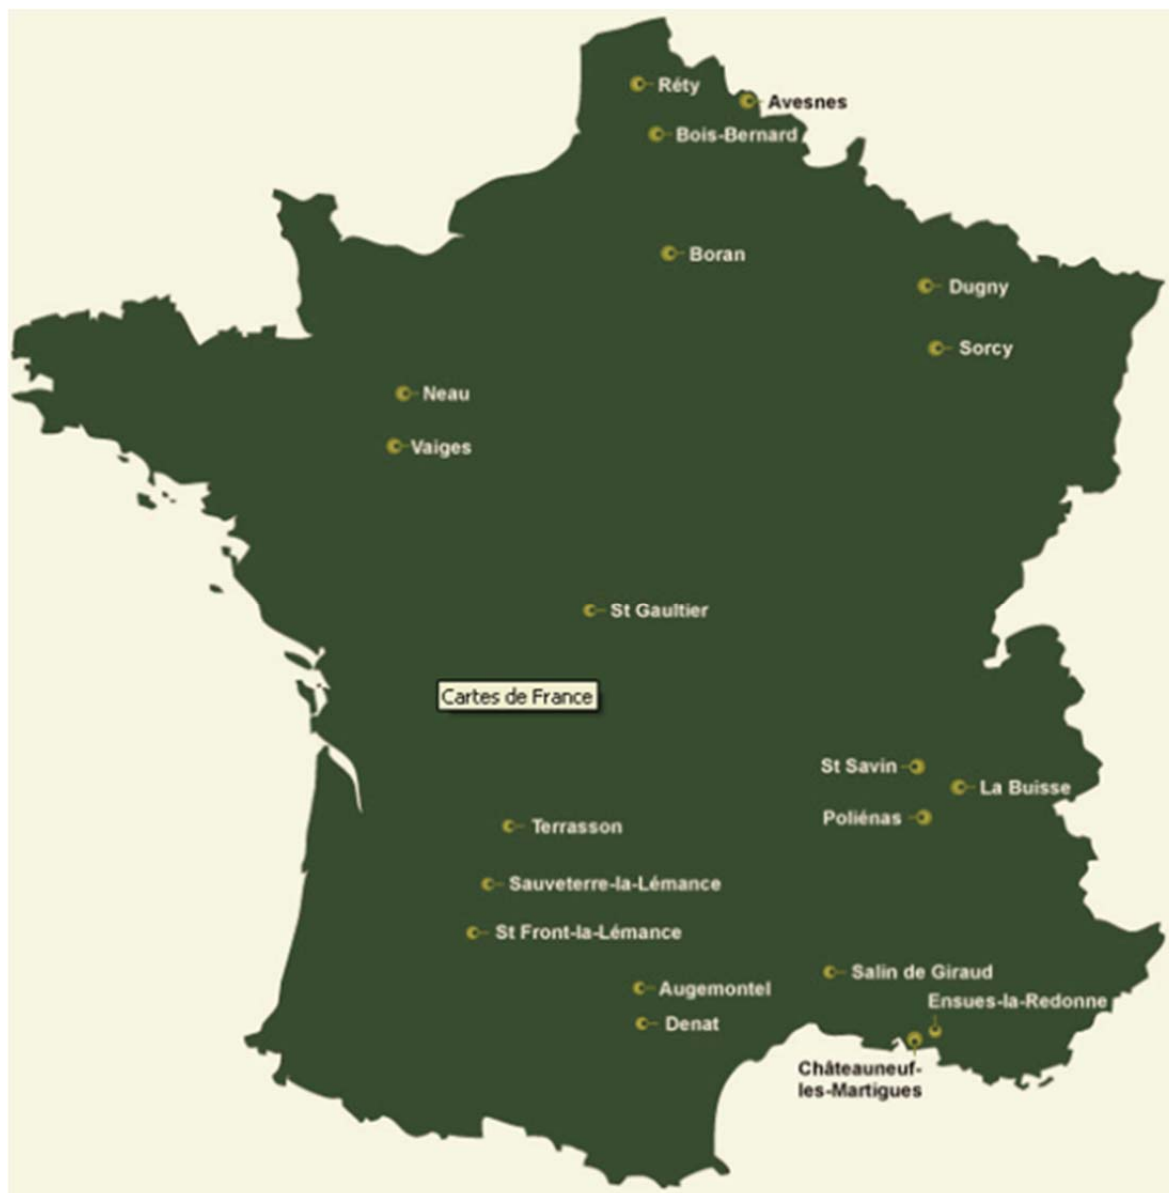 Réty
Avesnes
Bois-Bernard
Boran
Dugny
Sorcy
Neau
Vaiges
St Gaultier
Cartes de France
St Savin
La Buisse
Poliénas
Terrasson
Sauveterre-la-Lémance
St Front-la-Lémance
Salin de Giraud
Augemontel
Ensues-la-Redonne
Denat
Châteauneuf-
les-Martigues